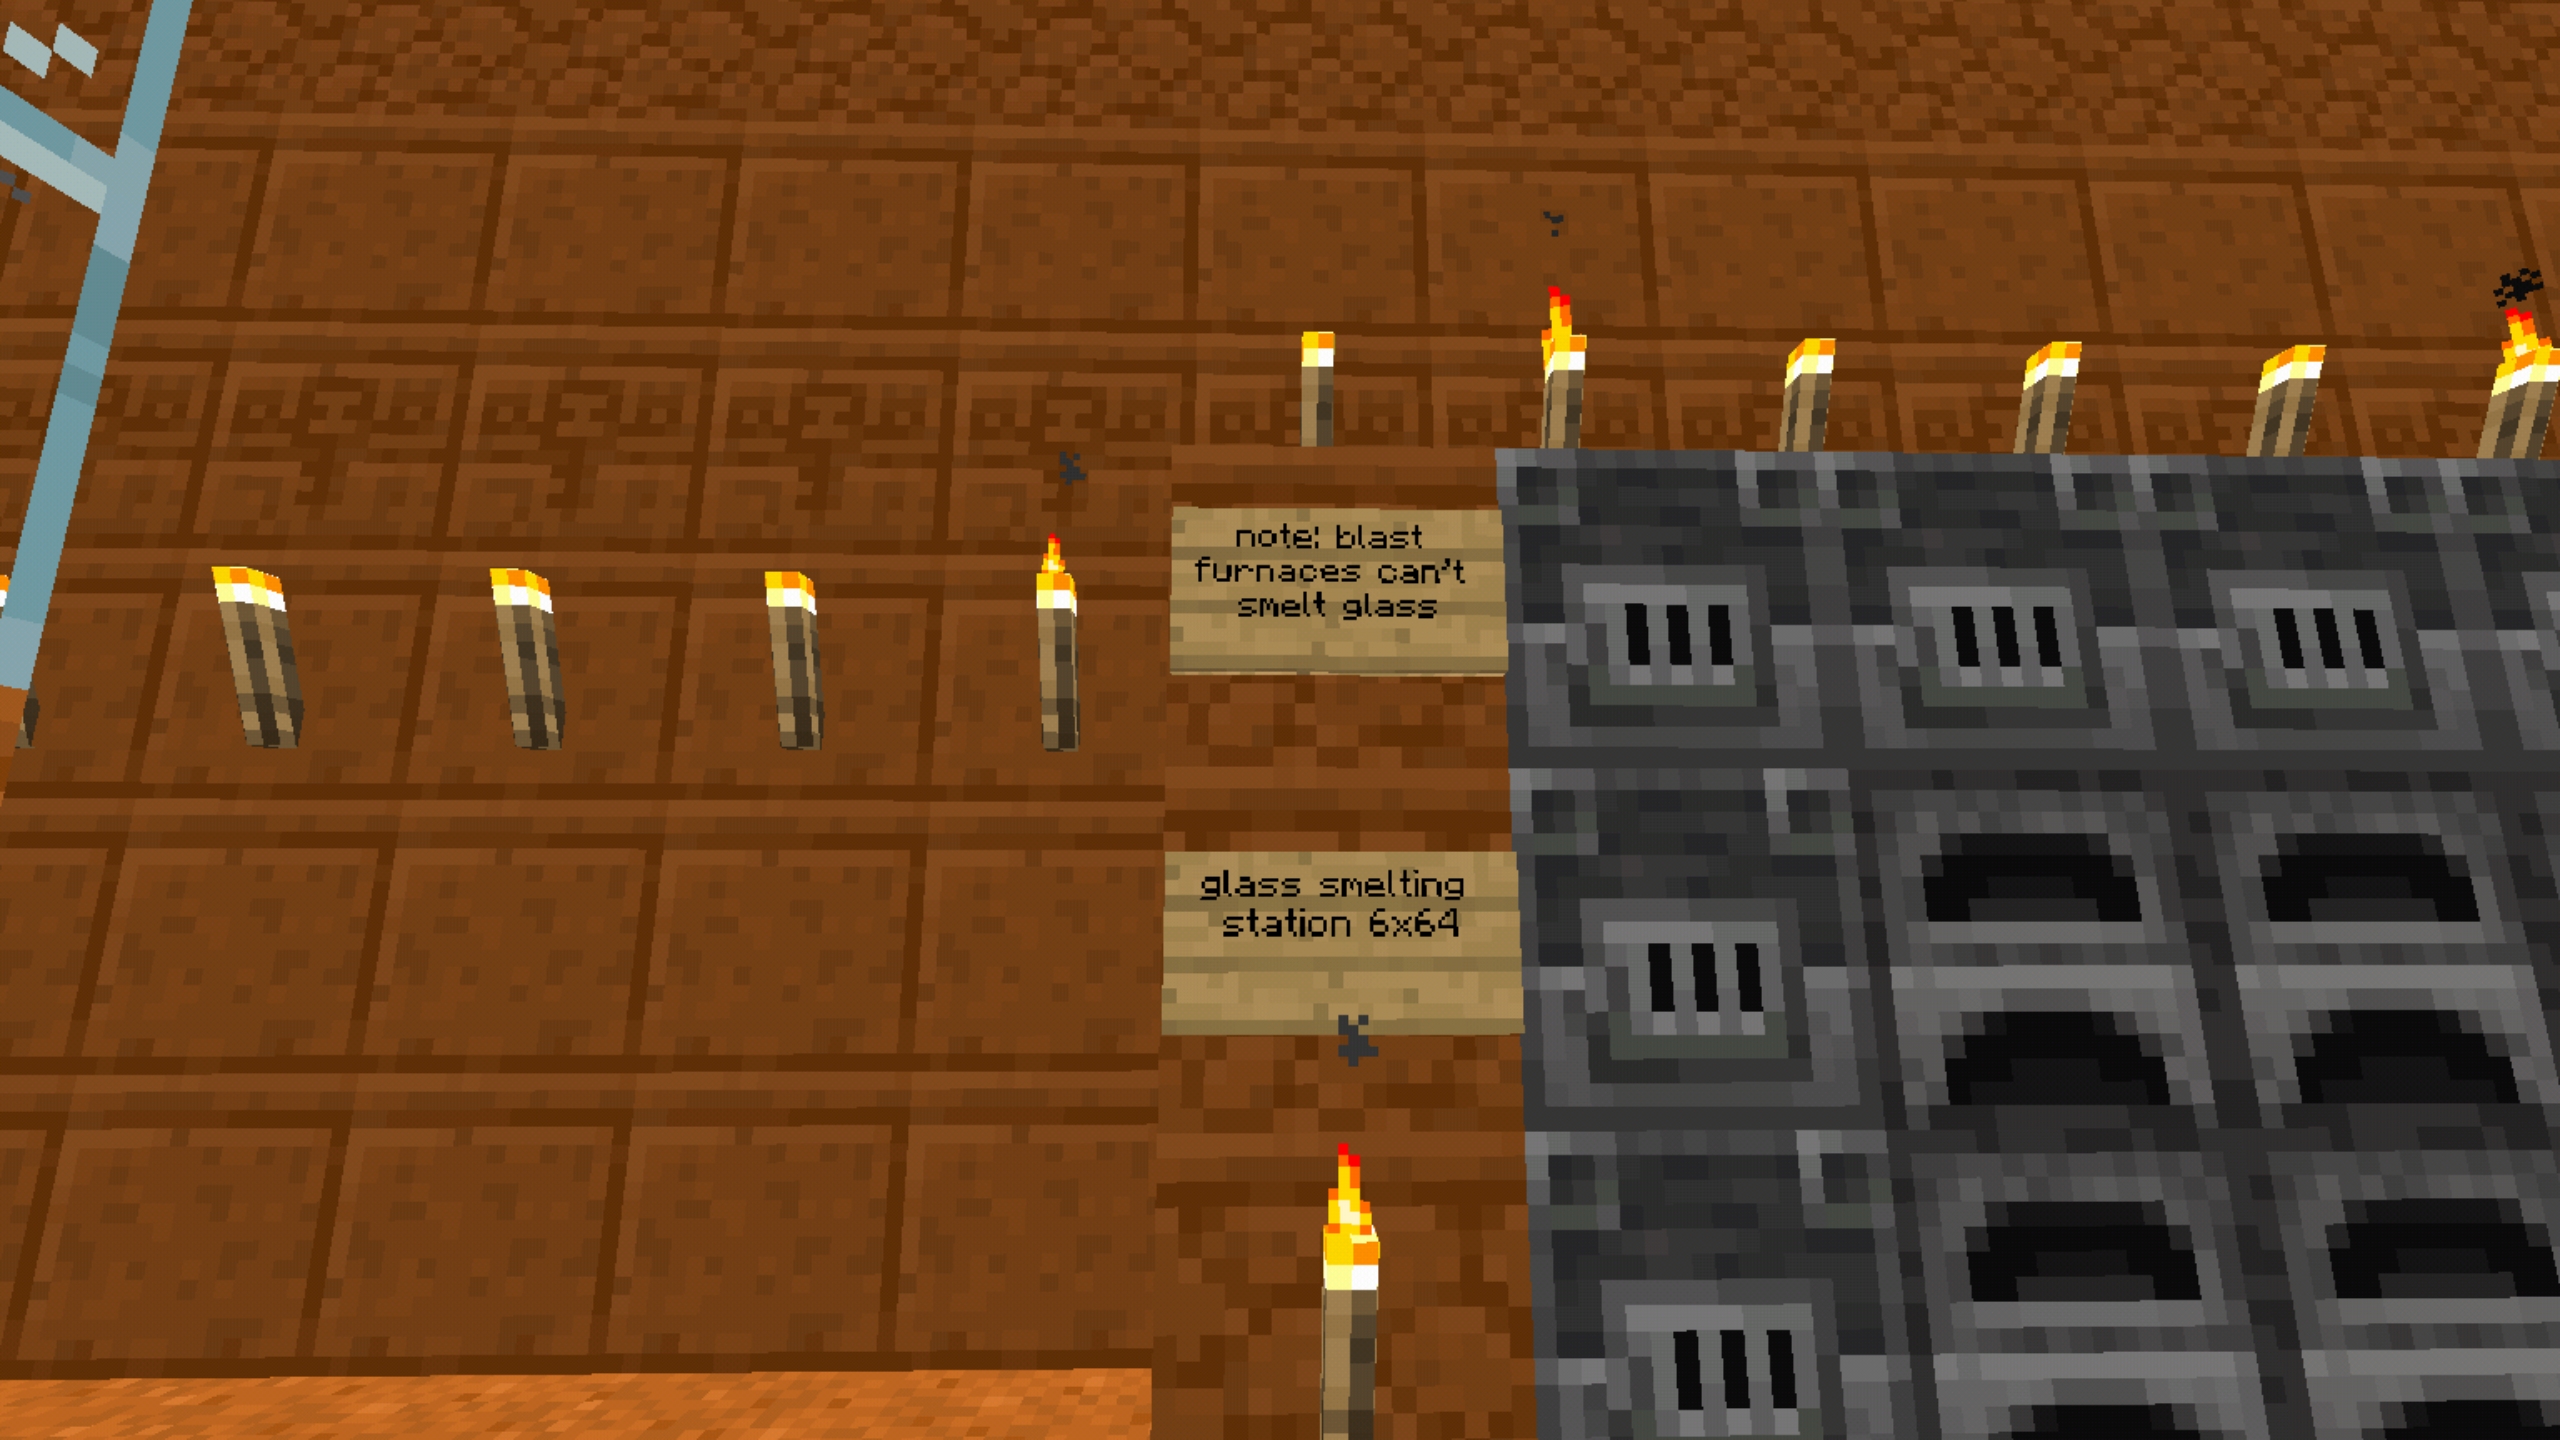 note: blast
furnaces can't
smelt glass
glass smelting
station 6x64